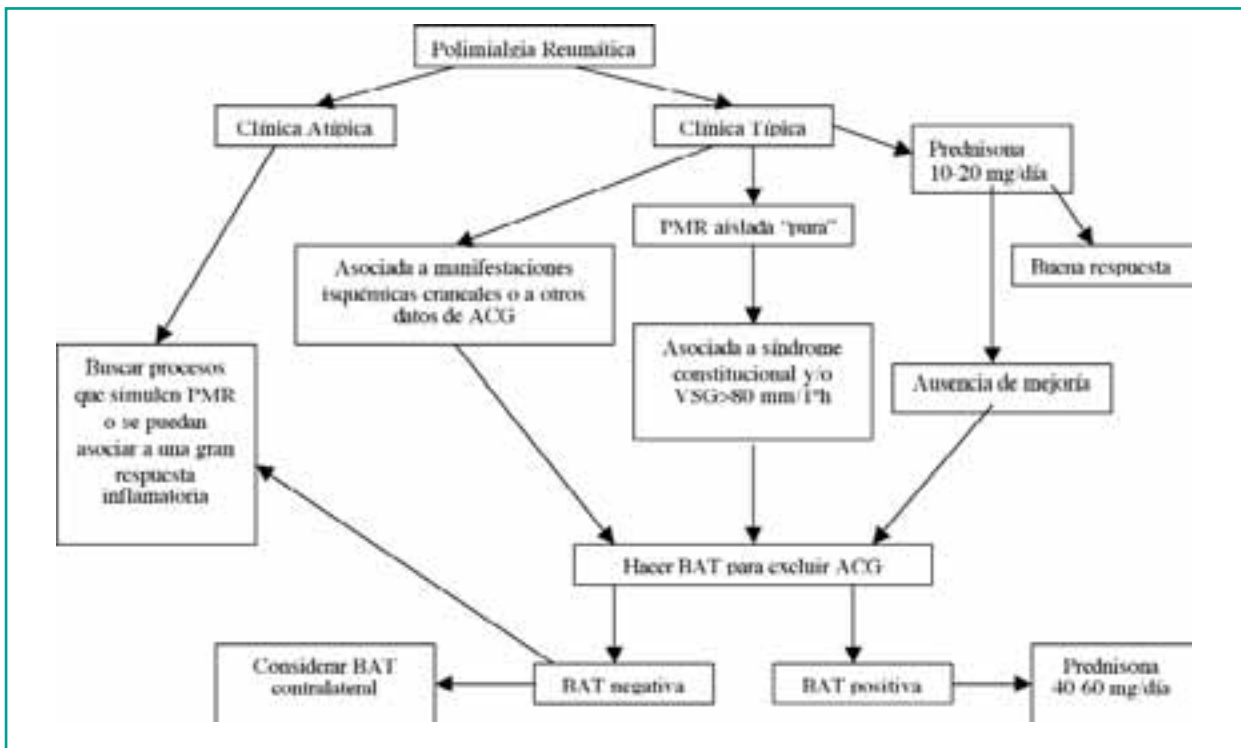 Polimialgia Reumática
Clínica Atípica
Clínica Típica
Prednisona
10-20 mg/día
PMR aislada “pura”
Buena respuesta
Asociada a manifestaciones
isquémicas craneales o a otros
datos de ACG
Asociada a síndrome
constitucional y/o
VSG>80 mm/1ªh
Ausencia de mejoría
Buscar procesos
que simulen PMR
o se puedan
asociar a una gran
respuesta
inflamatoria
Hacer BAT para excluir ACG
Considerar BAT
contralateral
BAT negativa
BAT positiva
Prednisona
40-60 mg/día